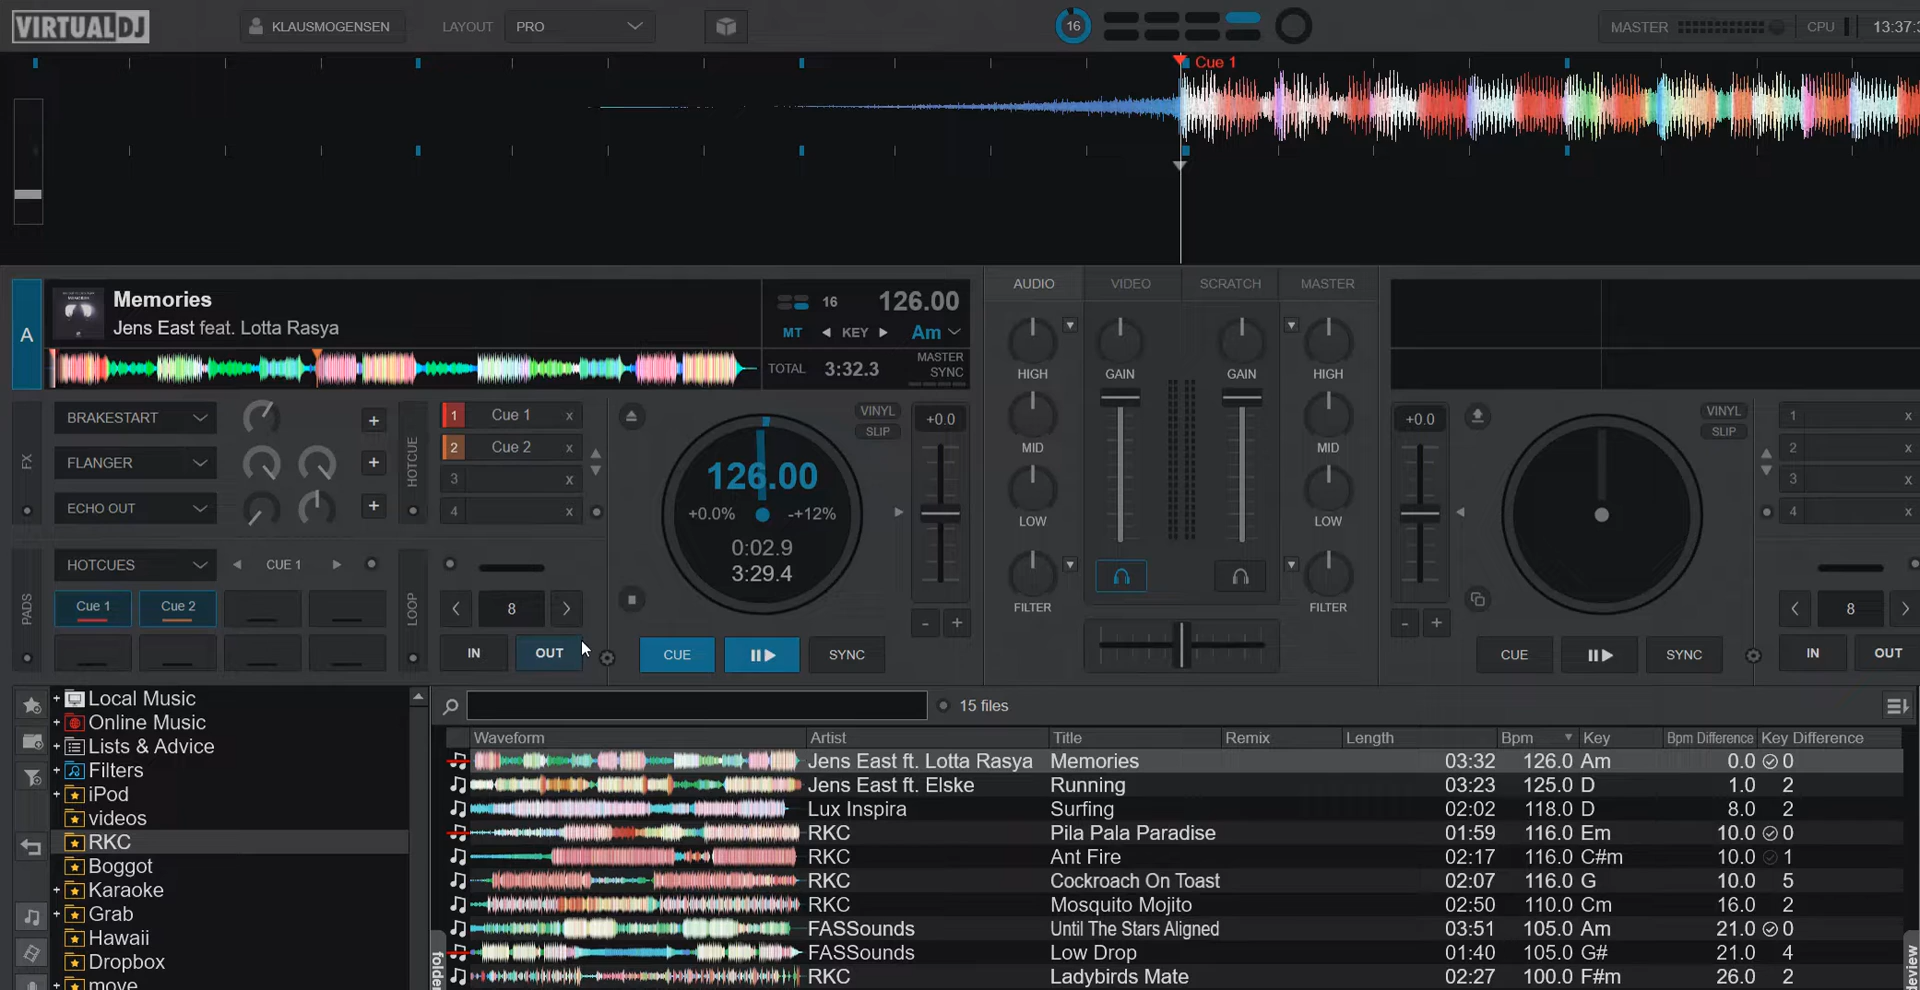 VIRTUALDJ KLAUSMOGENSEN LAYOUT PRO 16 MASTER CPU 13:37:
Cue 1
A Memories 16 126.00
Jens East feat. Lotta Rasya MT KEY Am
TOTAL 3:32.3 MASTER SYNC
AUDIO VIDEO SCRATCH MASTER
HIGH GAIN GAIN HIGH
MID MID
LOW LOW
FILTER FILTER
FX BRAKESTART +
FLANGER +
ECHO OUT +
HOTCUE 1 Cue 1 x
2 Cue 2 x
3 x
4 x
VINYL
SLIP
+0.0
126.00
+0.0% -+12%
0:02.9
3:29.4
- +
+0.0
VINYL
SLIP
1 x
2 x
3 x
4 x
- +
PADS HOTCUES CUE 1
Cue 1 Cue 2
LOOP 8
IN OUT
CUE SYNC
CUE SYNC
8
IN OUT
+ Local Music
+ Online Music
+ Lists & Advice
+ Filters
+ iPod
videos
RKC
Boggot
+ Karaoke
+ Grab
Hawaii
Dropbox
+ move
folder
15 files
Waveform Artist Title Remix Length Bpm Key Bpm Difference Key Difference
Jens East ft. Lotta Rasya Memories 03:32 126.0 Am 0.0 0
Jens East ft. Elske Running 03:23 125.0 D 1.0 2
Lux Inspira Surfing 02:02 118.0 D 8.0 2
RKC Pila Pala Paradise 01:59 116.0 Em 10.0 0
RKC Ant Fire 02:17 116.0 C#m 10.0 1
RKC Cockroach On Toast 02:07 116.0 G 10.0 5
RKC Mosquito Mojito 02:50 110.0 Cm 16.0 2
FASSounds Until The Stars Aligned 03:51 105.0 Am 21.0 0
FASSounds Low Drop 01:40 105.0 G# 21.0 4
RKC Ladybirds Mate 02:27 100.0 F#m 26.0 2